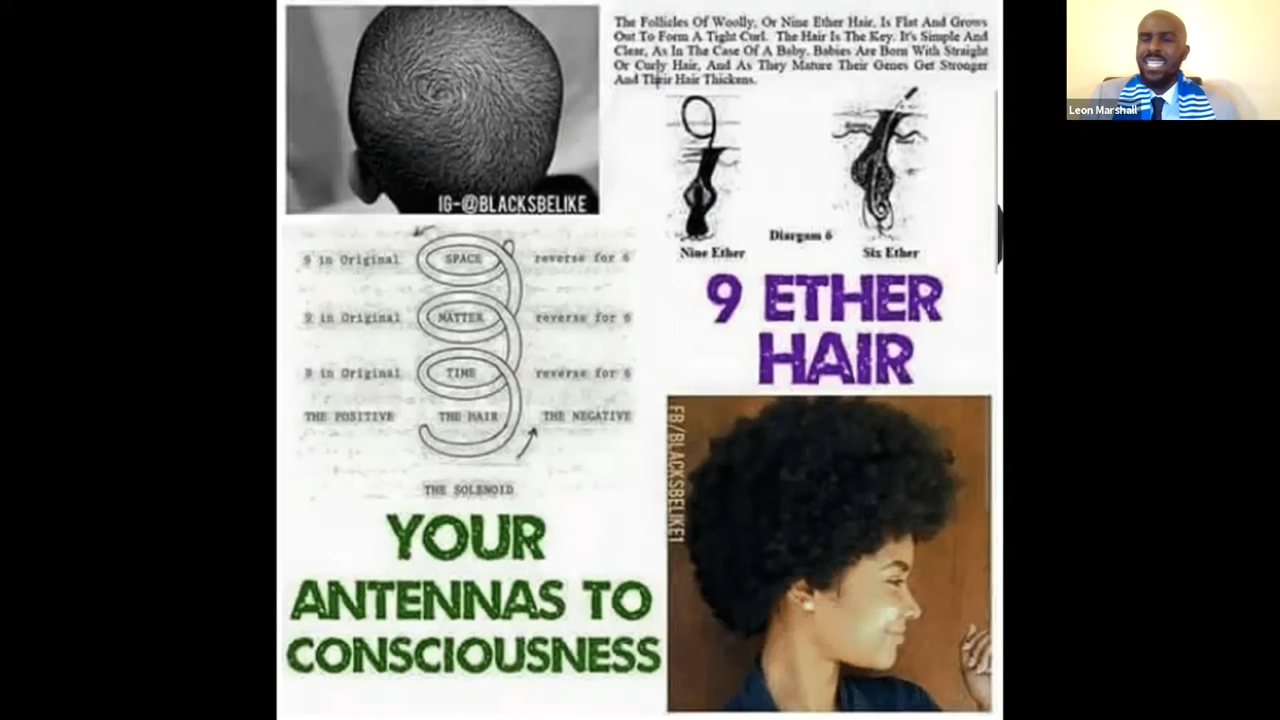 The Follicles Of Woolly, Or Nine Ether Hair, Is Flat And Grows
Out To Form A Tight Curl. The Hair Is The Key. It's Simple And
Clear, As In The Case Of A Baby. Babies Are Born With Straight
Or Curly Hair, And As They Mature Their Genes Get Stronger
And Their Hair Thickens.
Leon Marshall
IG-@BLACKSBELIKE
Diargam 6
Nine Ether
Six Ether
9 in Original SPACE reverse for 6
9 in Original MATTER reverse for 6
9 in Original TIME reverse for 6
THE POSITIVE THE HAIR THE NEGATIVE
THE SOLENOID
9 ETHER
HAIR
FB/BLACKSBELIKE1
YOUR
ANTENNAS TO
CONSCIOUSNESS